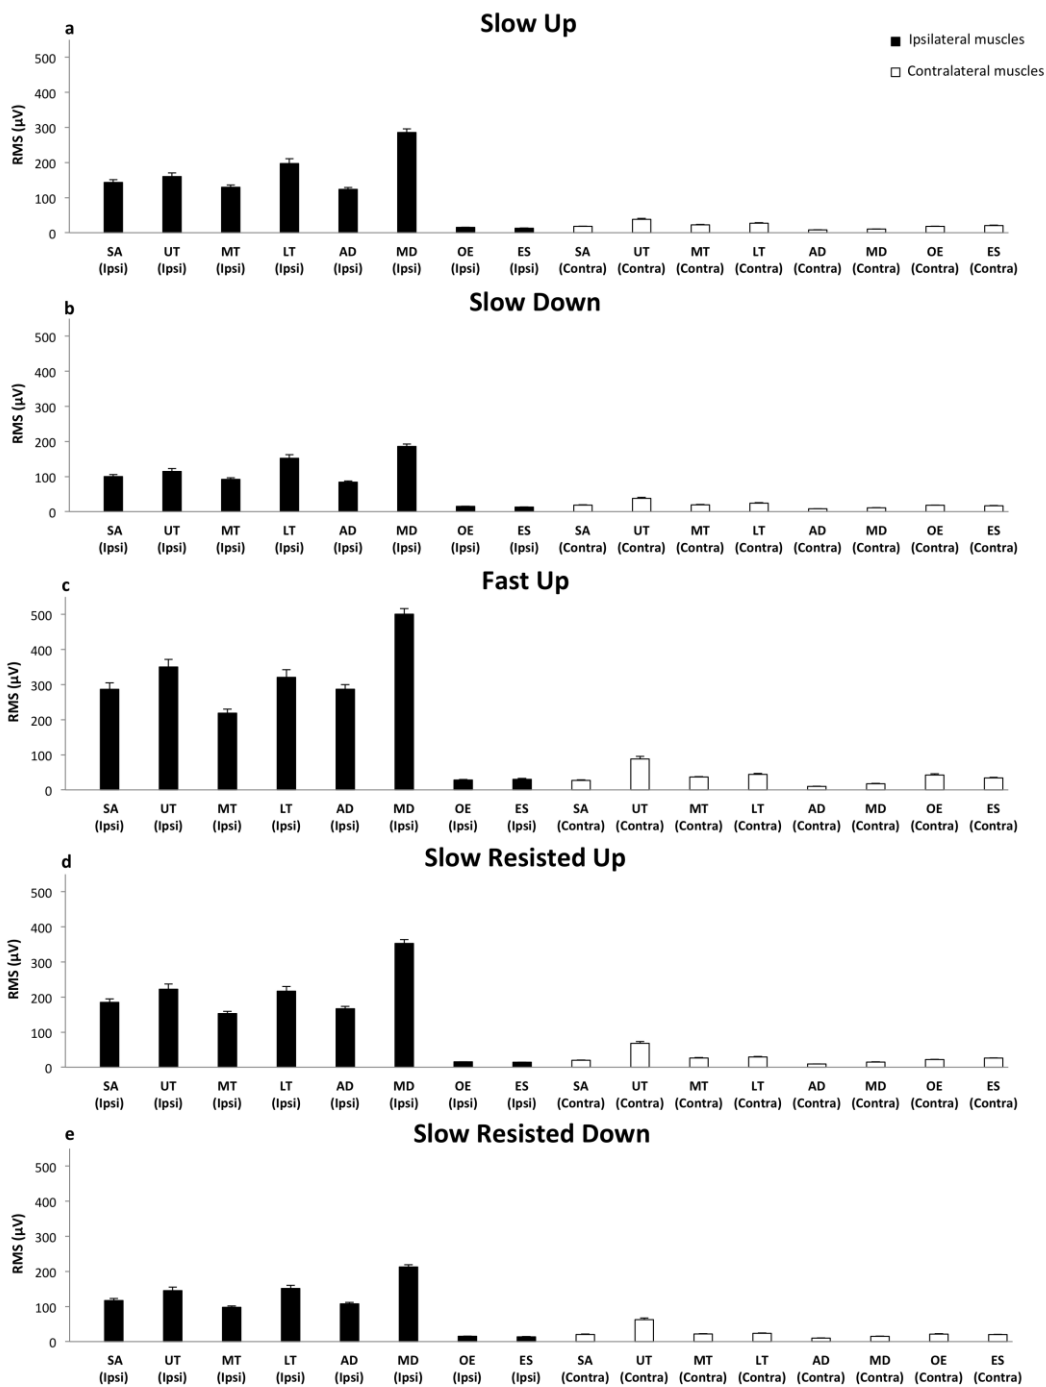 Slow Up
a
Ipsilateral muscles
Contralateral muscles
RMS (µV)
500
400
300
200
100
0
SA UT MT LT AD MD OE ES SA UT MT LT AD MD OE ES
(Ipsi) (Ipsi) (Ipsi) (Ipsi) (Ipsi) (Ipsi) (Ipsi) (Ipsi) (Contra) (Contra) (Contra) (Contra) (Contra) (Contra) (Contra) (Contra)
Slow Down
b
RMS (µV)
500
400
300
200
100
0
SA UT MT LT AD MD OE ES SA UT MT LT AD MD OE ES
(Ipsi) (Ipsi) (Ipsi) (Ipsi) (Ipsi) (Ipsi) (Ipsi) (Ipsi) (Contra) (Contra) (Contra) (Contra) (Contra) (Contra) (Contra) (Contra)
Fast Up
c
RMS (µV)
500
400
300
200
100
0
SA UT MT LT AD MD OE ES SA UT MT LT AD MD OE ES
(Ipsi) (Ipsi) (Ipsi) (Ipsi) (Ipsi) (Ipsi) (Ipsi) (Ipsi) (Contra) (Contra) (Contra) (Contra) (Contra) (Contra) (Contra) (Contra)
Slow Resisted Up
d
RMS (µV)
500
400
300
200
100
0
SA UT MT LT AD MD OE ES SA UT MT LT AD MD OE ES
(Ipsi) (Ipsi) (Ipsi) (Ipsi) (Ipsi) (Ipsi) (Ipsi) (Ipsi) (Contra) (Contra) (Contra) (Contra) (Contra) (Contra) (Contra) (Contra)
Slow Resisted Down
e
RMS (µV)
500
400
300
200
100
0
SA UT MT LT AD MD OE ES SA UT MT LT AD MD OE ES
(Ipsi) (Ipsi) (Ipsi) (Ipsi) (Ipsi) (Ipsi) (Ipsi) (Ipsi) (Contra) (Contra) (Contra) (Contra) (Contra) (Contra) (Contra) (Contra)